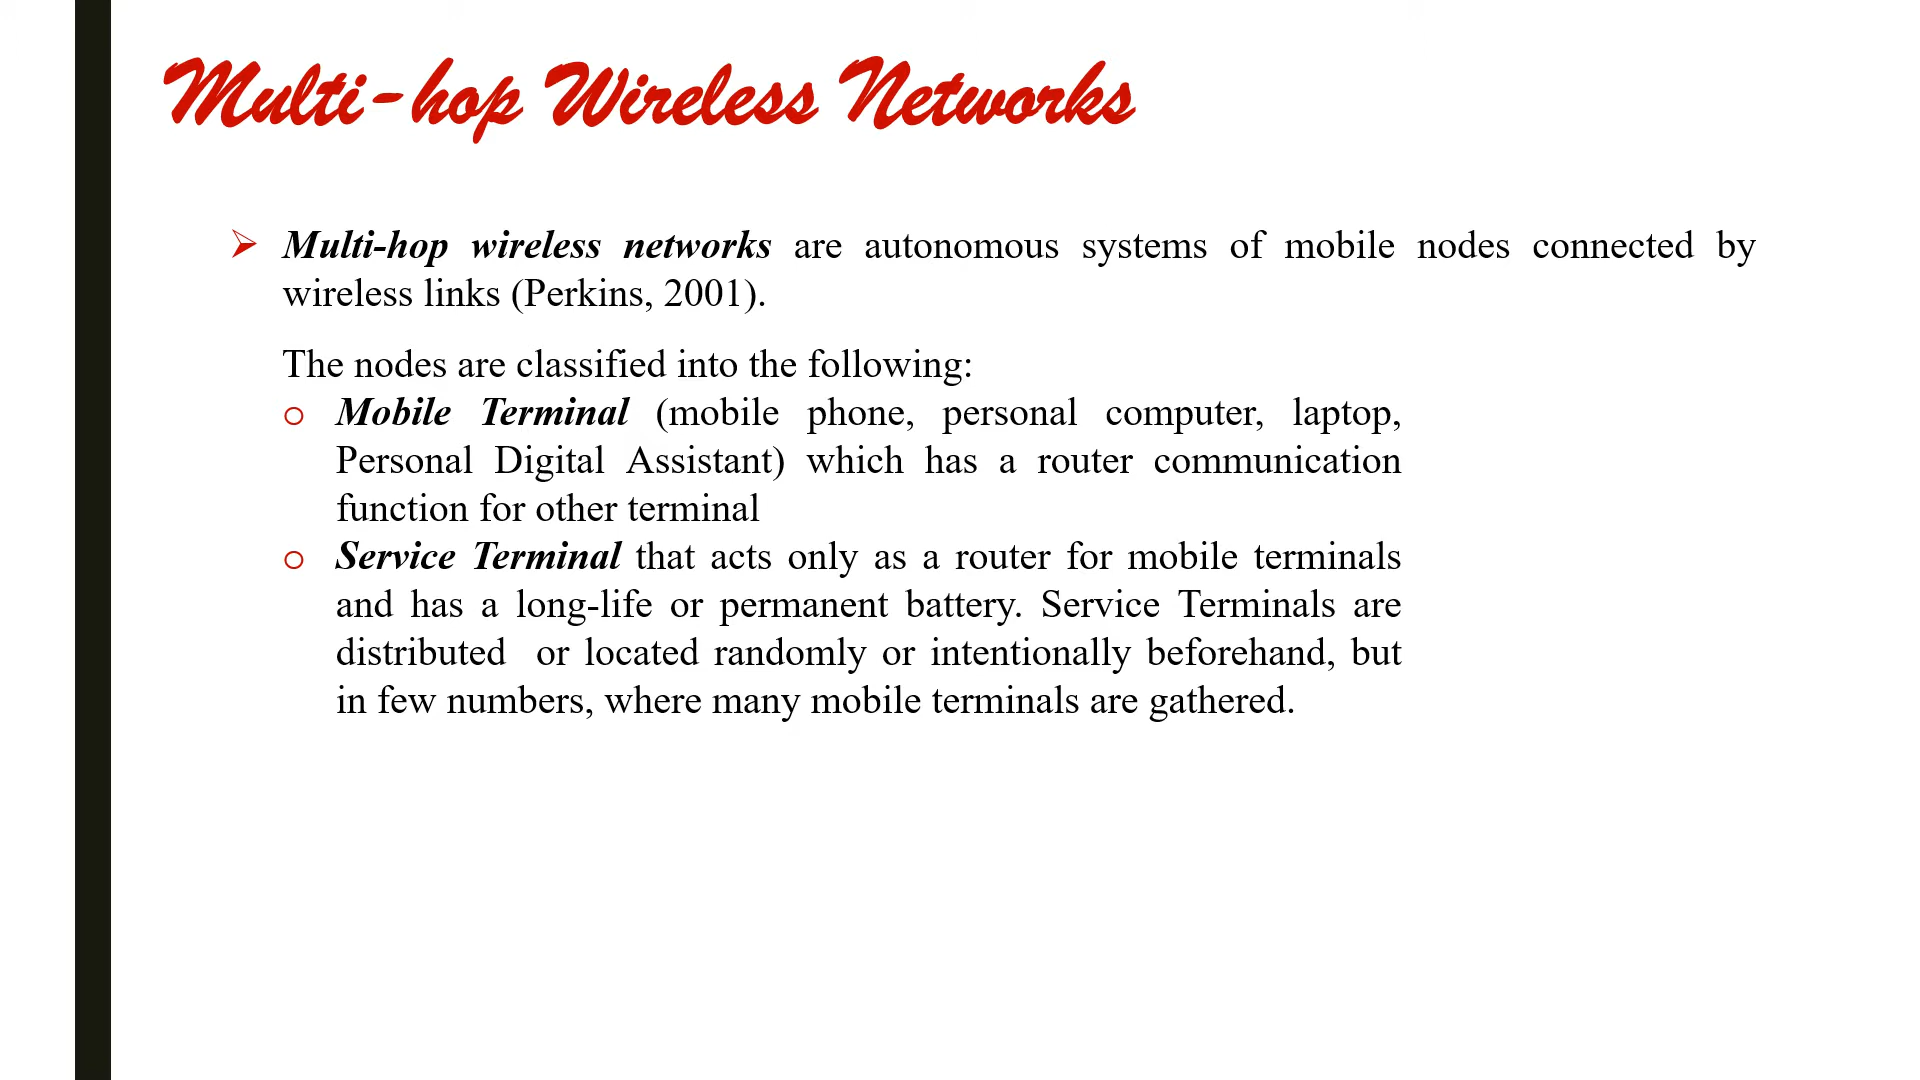 Multi-hop Wireless Networks
Multi-hop wireless networks are autonomous systems of mobile nodes connected by
wireless links (Perkins, 2001).
The nodes are classified into the following:
o Mobile Terminal (mobile phone, personal computer, laptop,
Personal Digital Assistant) which has a router communication
function for other terminal
o Service Terminal that acts only as a router for mobile terminals
and has a long-life or permanent battery. Service Terminals are
distributed or located randomly or intentionally beforehand, but
in few numbers, where many mobile terminals are gathered.